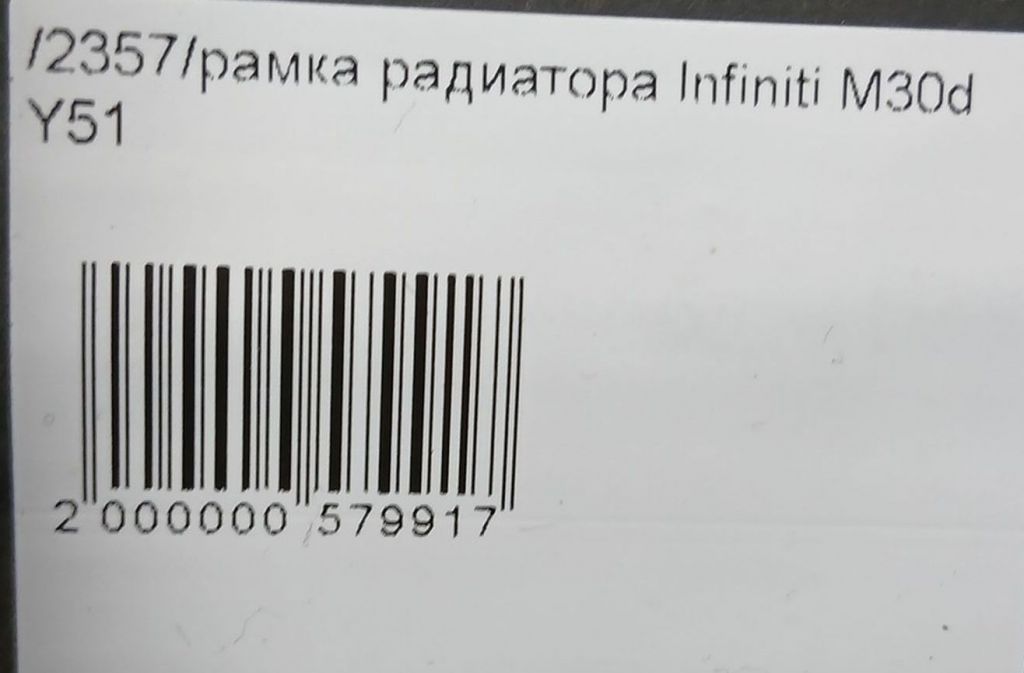 /2357/рамка радиатора Infiniti M30d
Y51
2 000000 579917